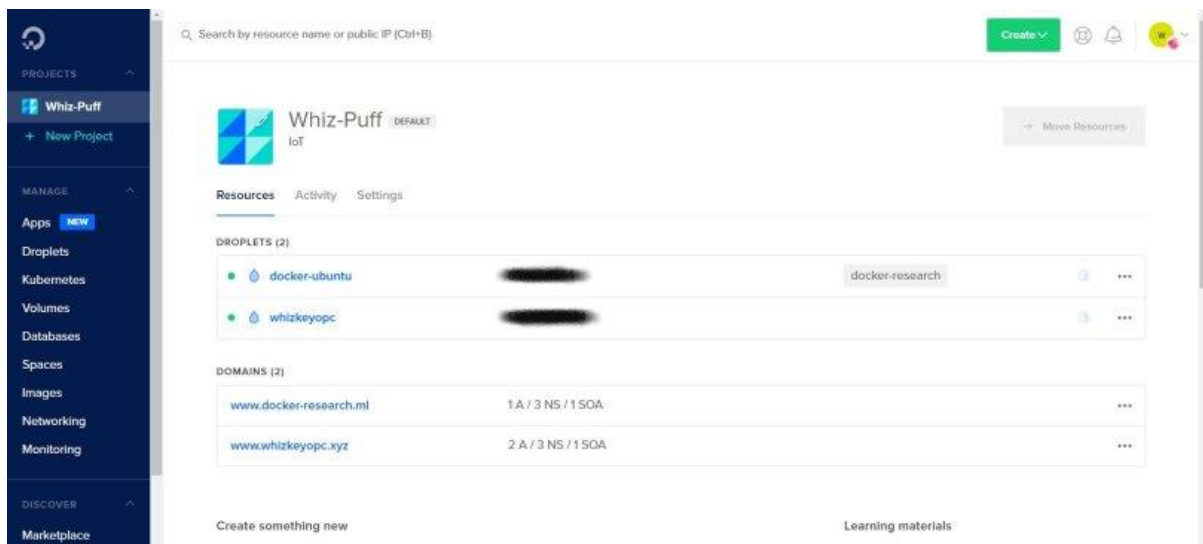 Search by resource name or public IP (Ctrl+B)
Create
W
PROJECTS
Whiz-Puff
+ New Project
MANAGE
Apps NEW
Droplets
Kubernetes
Volumes
Databases
Spaces
Images
Networking
Monitoring
DISCOVER
Marketplace
Whiz-Puff DEFAULT
IoT
→ Move Resources
Resources Activity Settings
DROPLETS (2)
docker-ubuntu docker-research
whizkeyopc
DOMAINS (2)
www.docker-research.ml 1 A / 3 NS / 1 SOA
www.whizkeyopc.xyz 2 A / 3 NS / 1 SOA
Create something new Learning materials